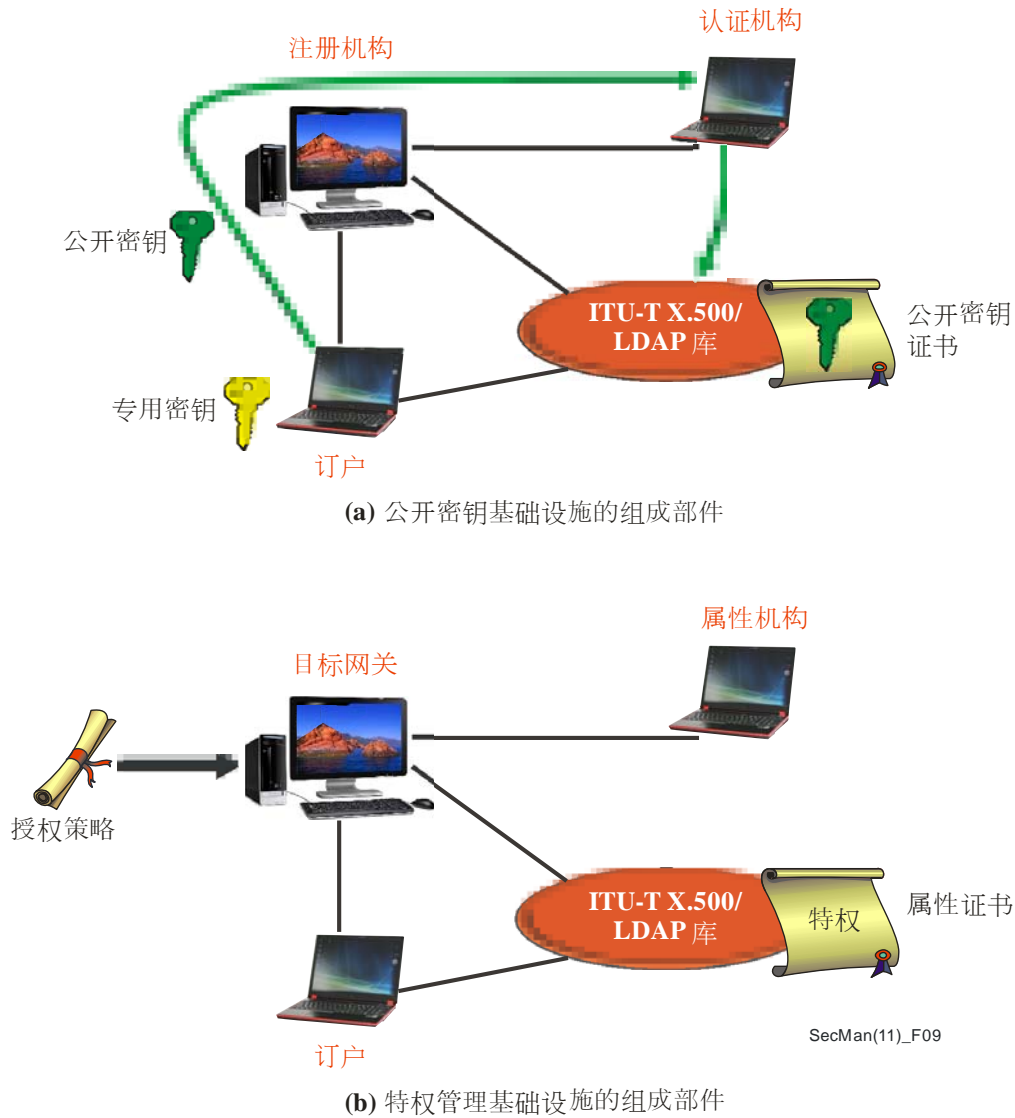 认证机构
注册机构
公开密钥
ITU-T X.500/
LDAP 库
公开密钥
证书
专用密钥
订户
(a) 公开密钥基础设施的组成部件
属性机构
目标网关
授权策略
ITU-T X.500/
LDAP 库
特权
属性证书
SecMan(11)_F09
订户
(b) 特权管理基础设施的组成部件